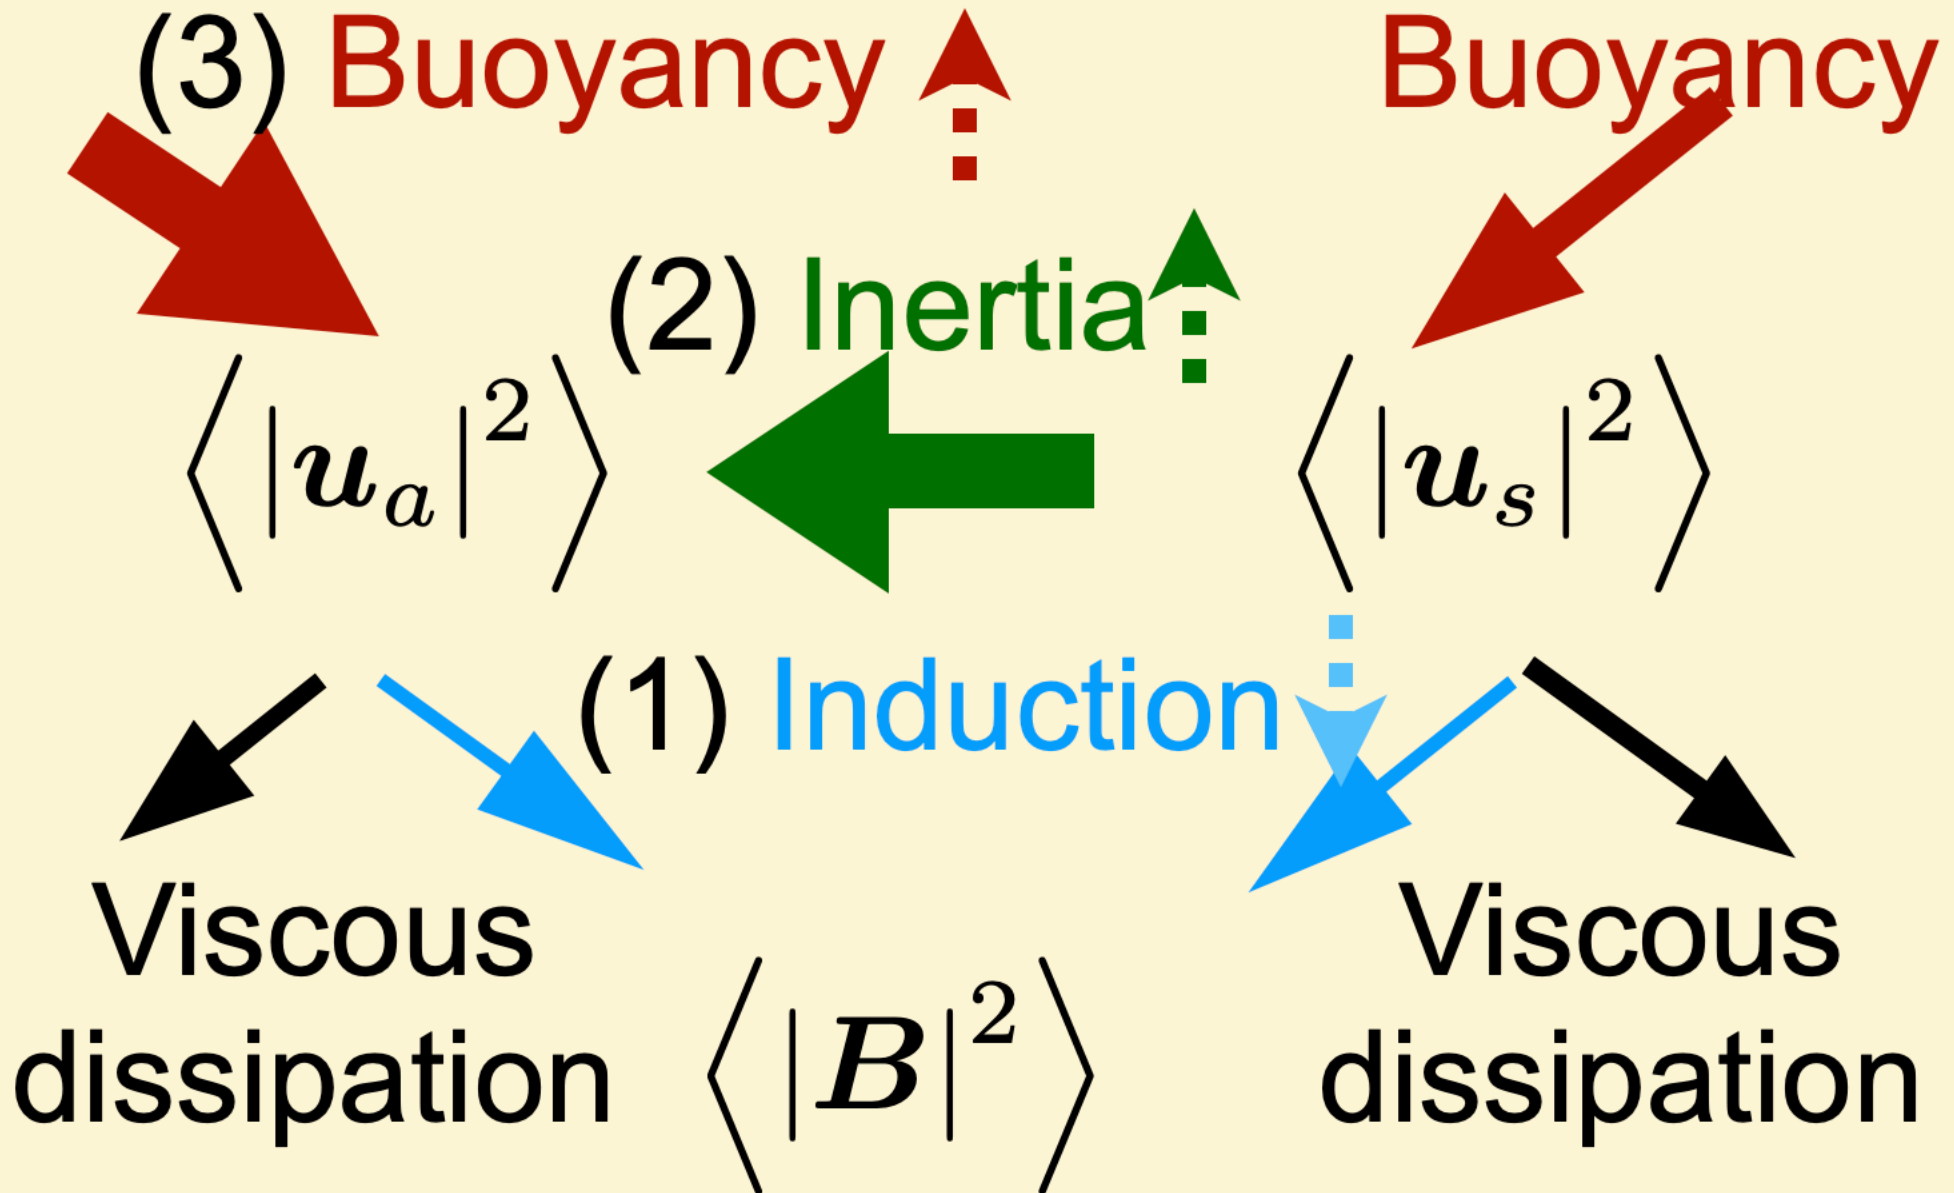 (3) Buoyancy Buoyancy
(2) Inertia
⟨|u_a|^2⟩ ⟨|u_s|^2⟩
(1) Induction
Viscous
dissipation
⟨|B|^2⟩
Viscous
dissipation